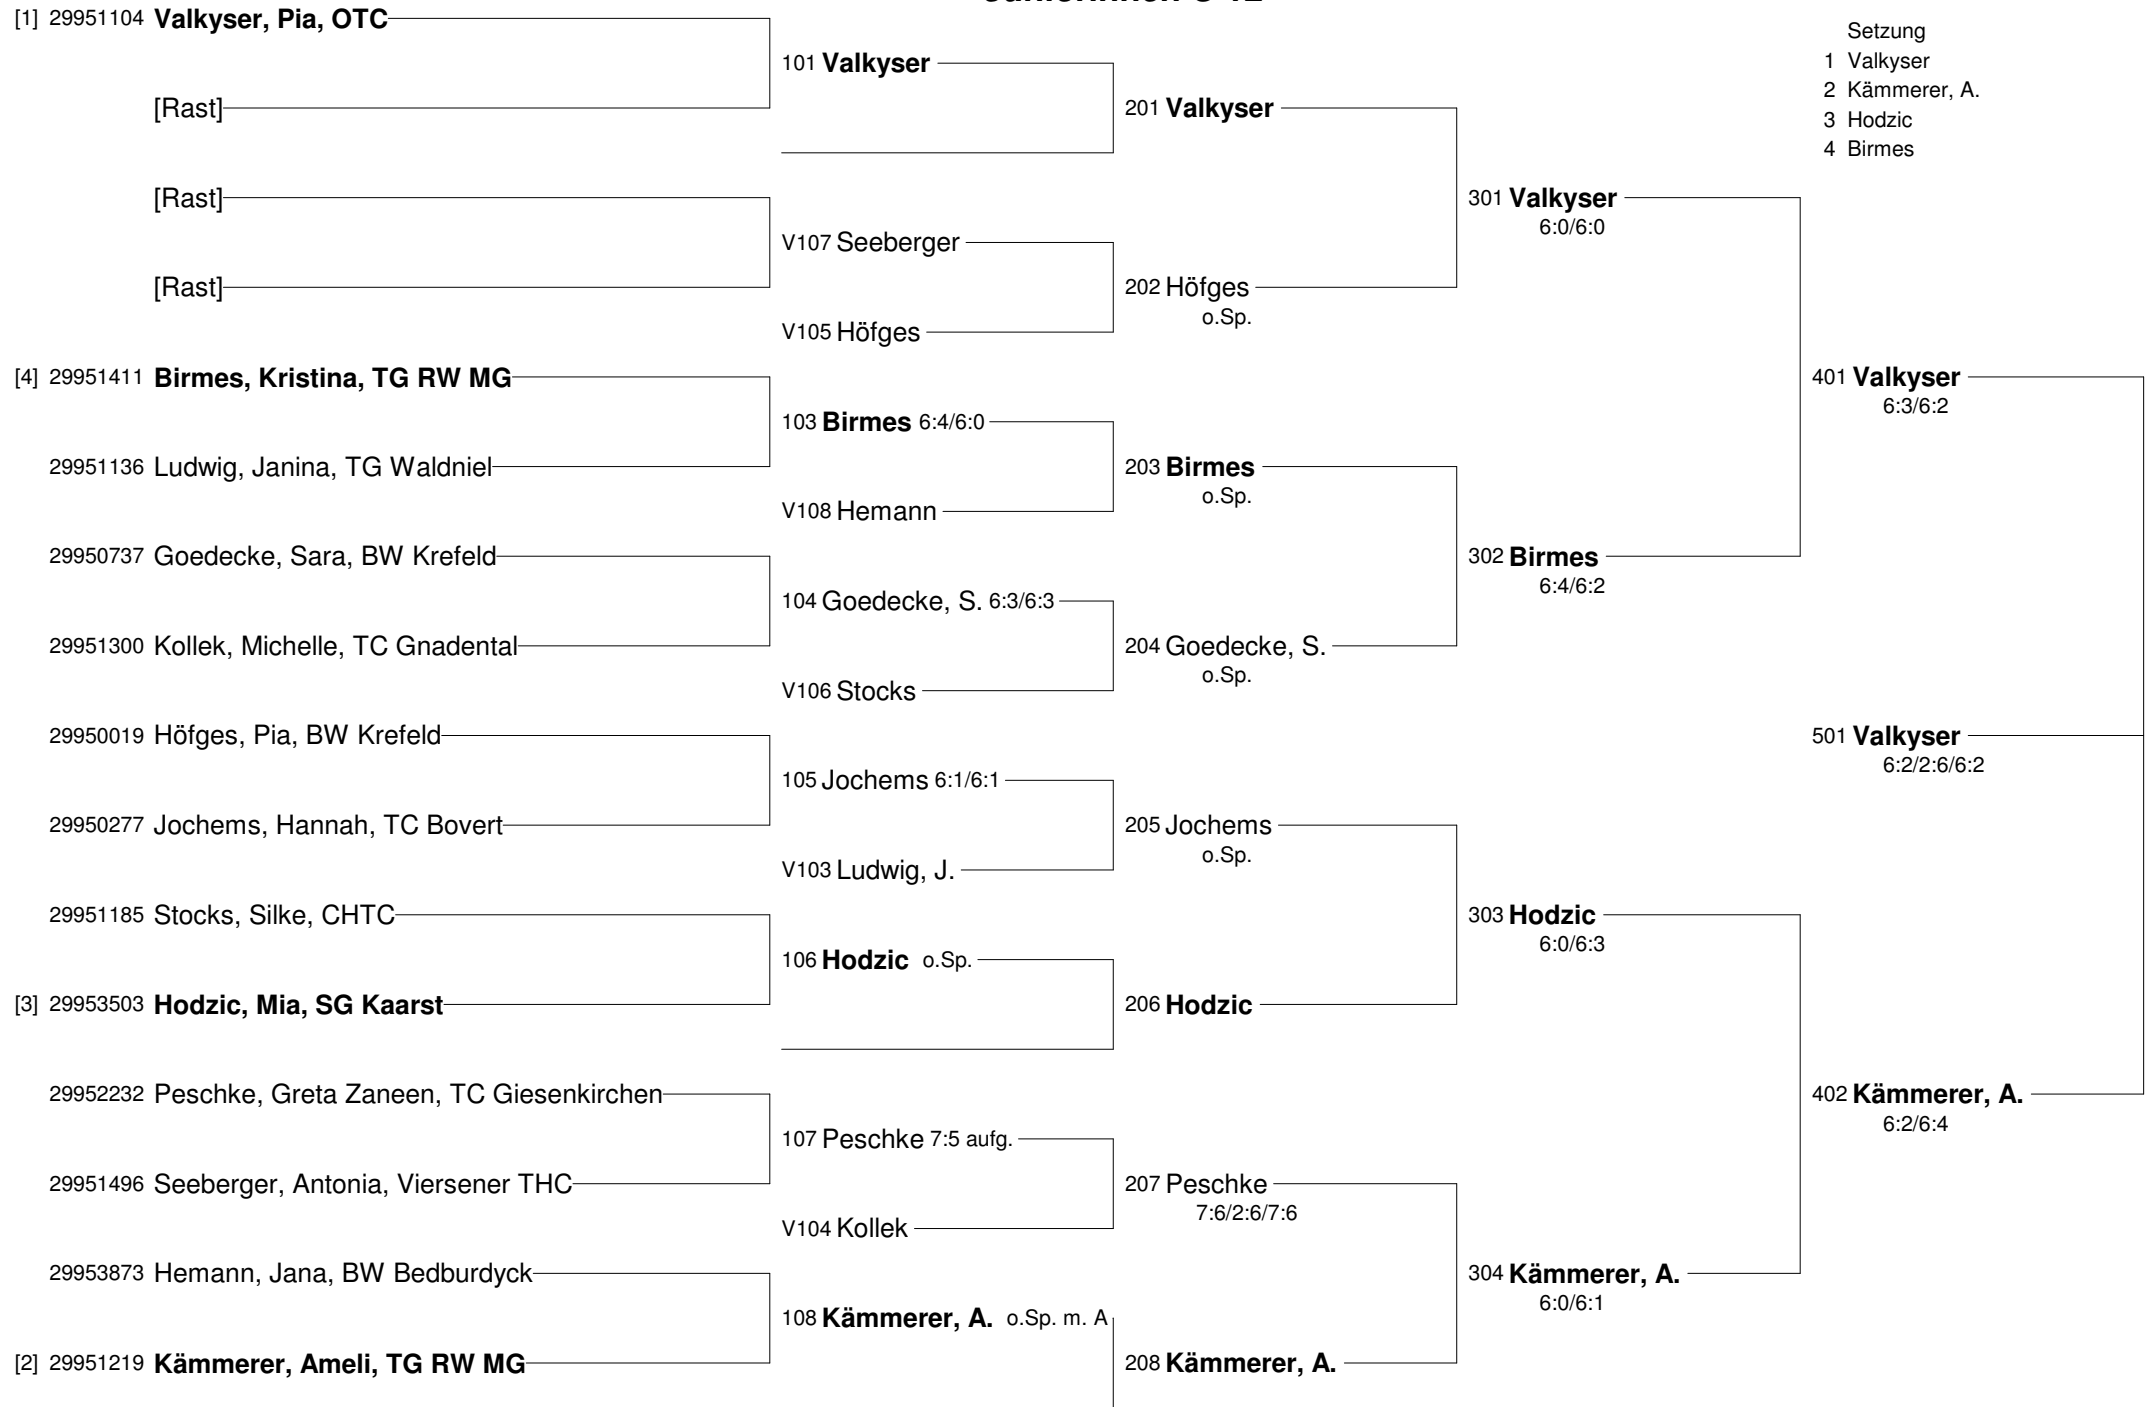 [1] 29951104 Valkyser, Pia, OTC
Setzung
1 Valkyser
2 Kämmerer, A.
3 Hodzic
4 Birmes
101 Valkyser
[Rast]
201 Valkyser
[Rast]
301 Valkyser
6:0/6:0
V107 Seeberger
[Rast]
202 Höfges
o.Sp.
V105 Höfges
[4] 29951411 Birmes, Kristina, TG RW MG
401 Valkyser
6:3/6:2
103 Birmes 6:4/6:0
29951136 Ludwig, Janina, TG Waldniel
203 Birmes
o.Sp.
V108 Hemann
29950737 Goedecke, Sara, BW Krefeld
302 Birmes
6:4/6:2
104 Goedecke, S. 6:3/6:3
29951300 Kollek, Michelle, TC Gnadental
204 Goedecke, S.
o.Sp.
V106 Stocks
29950019 Höfges, Pia, BW Krefeld
501 Valkyser
6:2/2:6/6:2
105 Jochems 6:1/6:1
29950277 Jochems, Hannah, TC Bovert
205 Jochems
o.Sp.
V103 Ludwig, J.
29951185 Stocks, Silke, CHTC
303 Hodzic
6:0/6:3
106 Hodzic o.Sp.
[3] 29953503 Hodzic, Mia, SG Kaarst
206 Hodzic
29952232 Peschke, Greta Zaneen, TC Giesenkirchen
402 Kämmerer, A.
6:2/6:4
107 Peschke 7:5 aufg.
29951496 Seeberger, Antonia, Viersener THC
207 Peschke
7:6/2:6/7:6
V104 Kollek
29953873 Hemann, Jana, BW Bedburdyck
304 Kämmerer, A.
6:0/6:1
108 Kämmerer, A. o.Sp. m. A
[2] 29951219 Kämmerer, Ameli, TG RW MG
208 Kämmerer, A.